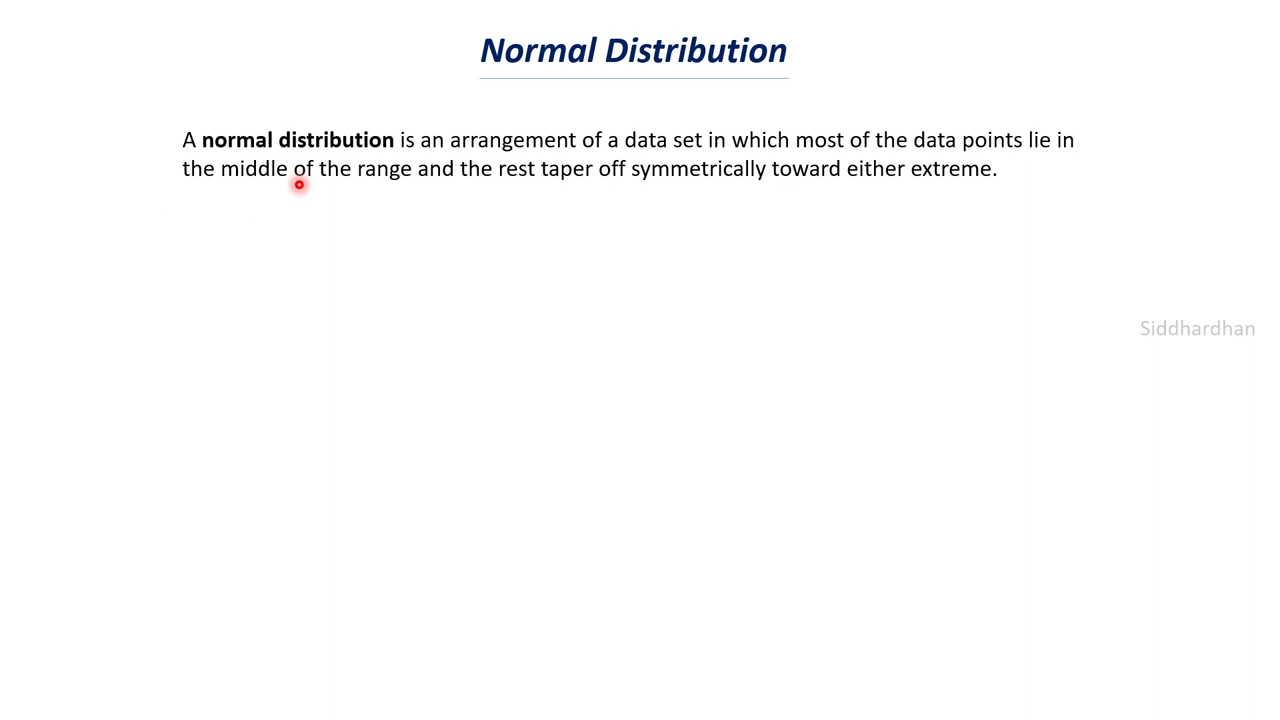 Normal Distribution
A normal distribution is an arrangement of a data set in which most of the data points lie in
the middle of the range and the rest taper off symmetrically toward either extreme.
Siddhardhan